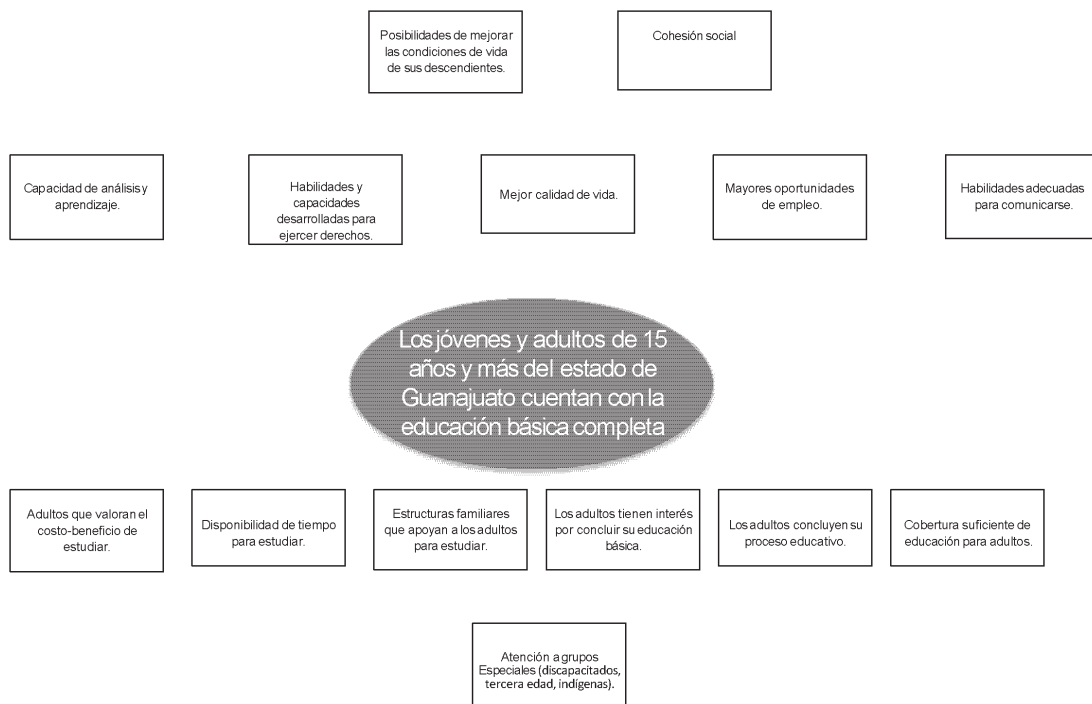 Posibilidades de mejorar
las condiciones de vida
de sus descendientes.
Cohesión social
Capacidad de análisis y
aprendizaje.
Habilidades y
capacidades
desarrolladas para
ejercer derechos.
Mejor calidad de vida.
Mayores oportunidades
de empleo.
Habilidades adecuadas
para comunicarse.
Los jóvenes y adultos de 15
años y más del estado de
Guanajuato cuentan con la
educación básica completa
Adultos que valoran el
costo-beneficio de
estudiar.
Disponibilidad de tiempo
para estudiar.
Estructuras familiares
que apoyan a los adultos
para estudiar.
Los adultos tienen interés
por concluir su educación
básica.
Los adultos concluyen su
proceso educativo.
Cobertura suficiente de
educación para adultos.
Atención a grupos
Especiales (discapacitados,
tercera edad, indígenas).